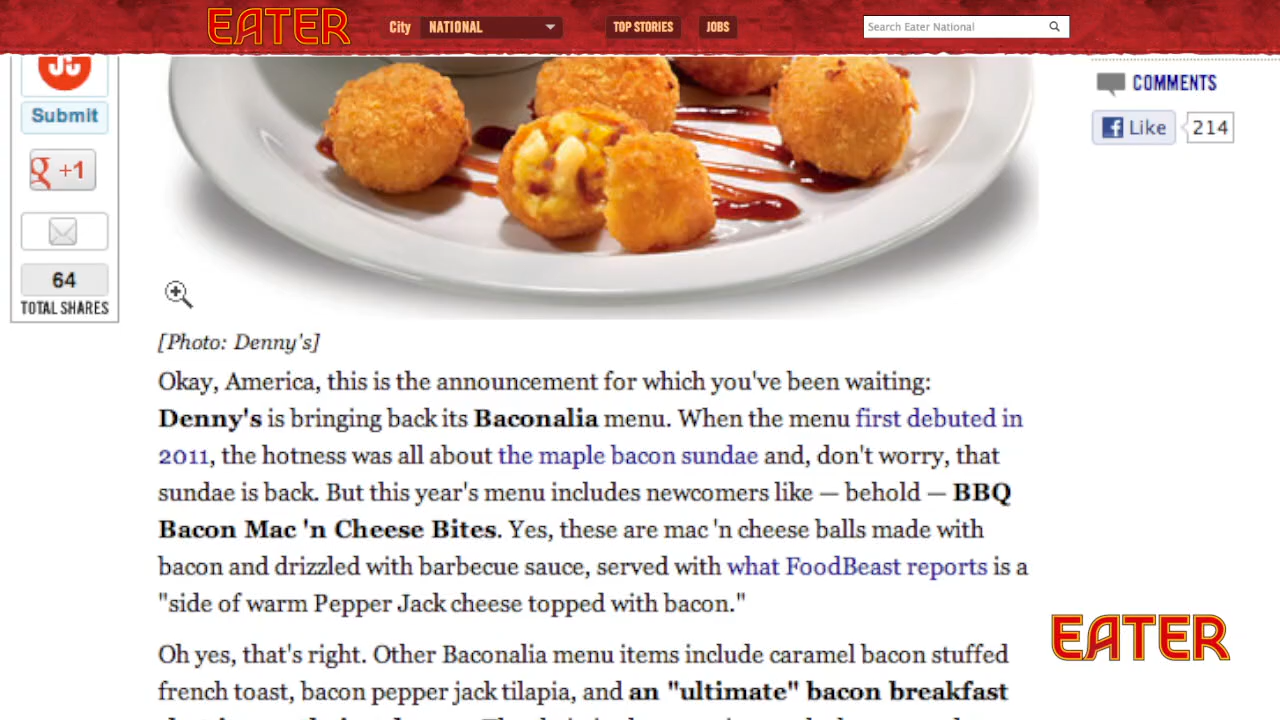 EATER City NATIONAL TOP STORIES JOBS Search Eater National
Submit
COMMENTS
Like 214
+1
64
TOTAL SHARES
[Photo: Denny's]
Okay, America, this is the announcement for which you've been waiting:
Denny's is bringing back its Baconalia menu. When the menu first debuted in
2011, the hotness was all about the maple bacon sundae and, don't worry, that
sundae is back. But this year's menu includes newcomers like — behold — BBQ
Bacon Mac 'n Cheese Bites. Yes, these are mac 'n cheese balls made with
bacon and drizzled with barbecue sauce, served with what FoodBeast reports is a
"side of warm Pepper Jack cheese topped with bacon."
EATER
Oh yes, that's right. Other Baconalia menu items include caramel bacon stuffed
french toast, bacon pepper jack tilapia, and an "ultimate" bacon breakfast